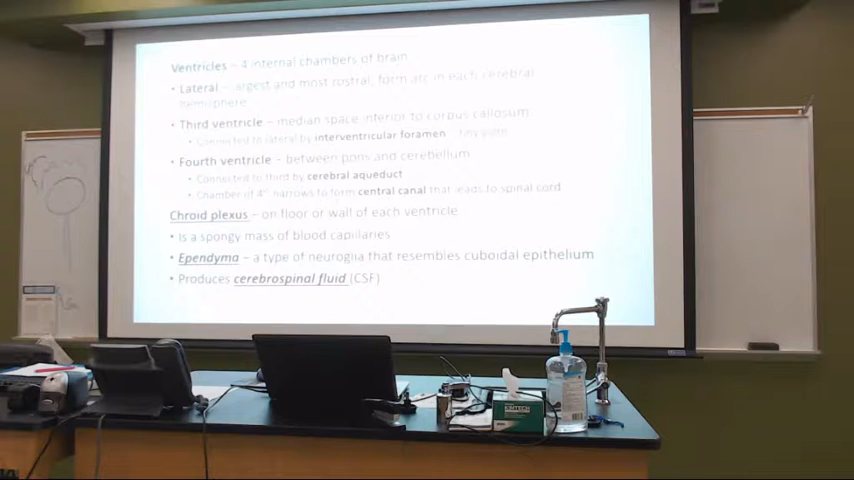 Ventricles – 4 internal chambers of brain
• Lateral – largest and most rostral, form arc in each cerebral
hemisphere
• Third ventricle – median space inferior to corpus callosum
• Connected to lateral by interventricular foramen – tiny porth
• Fourth ventricle – between pons and cerebellum
• Connected to third by cerebral aqueduct
• Chamber of 4th narrows to form central canal that leads to spinal cord
Chroid plexus – on floor or wall of each ventricle
• Is a spongy mass of blood capillaries
• Ependyma – a type of neuroglia that resembles cuboidal epithelium
• Produces cerebrospinal fluid (CSF)
KIMTECH